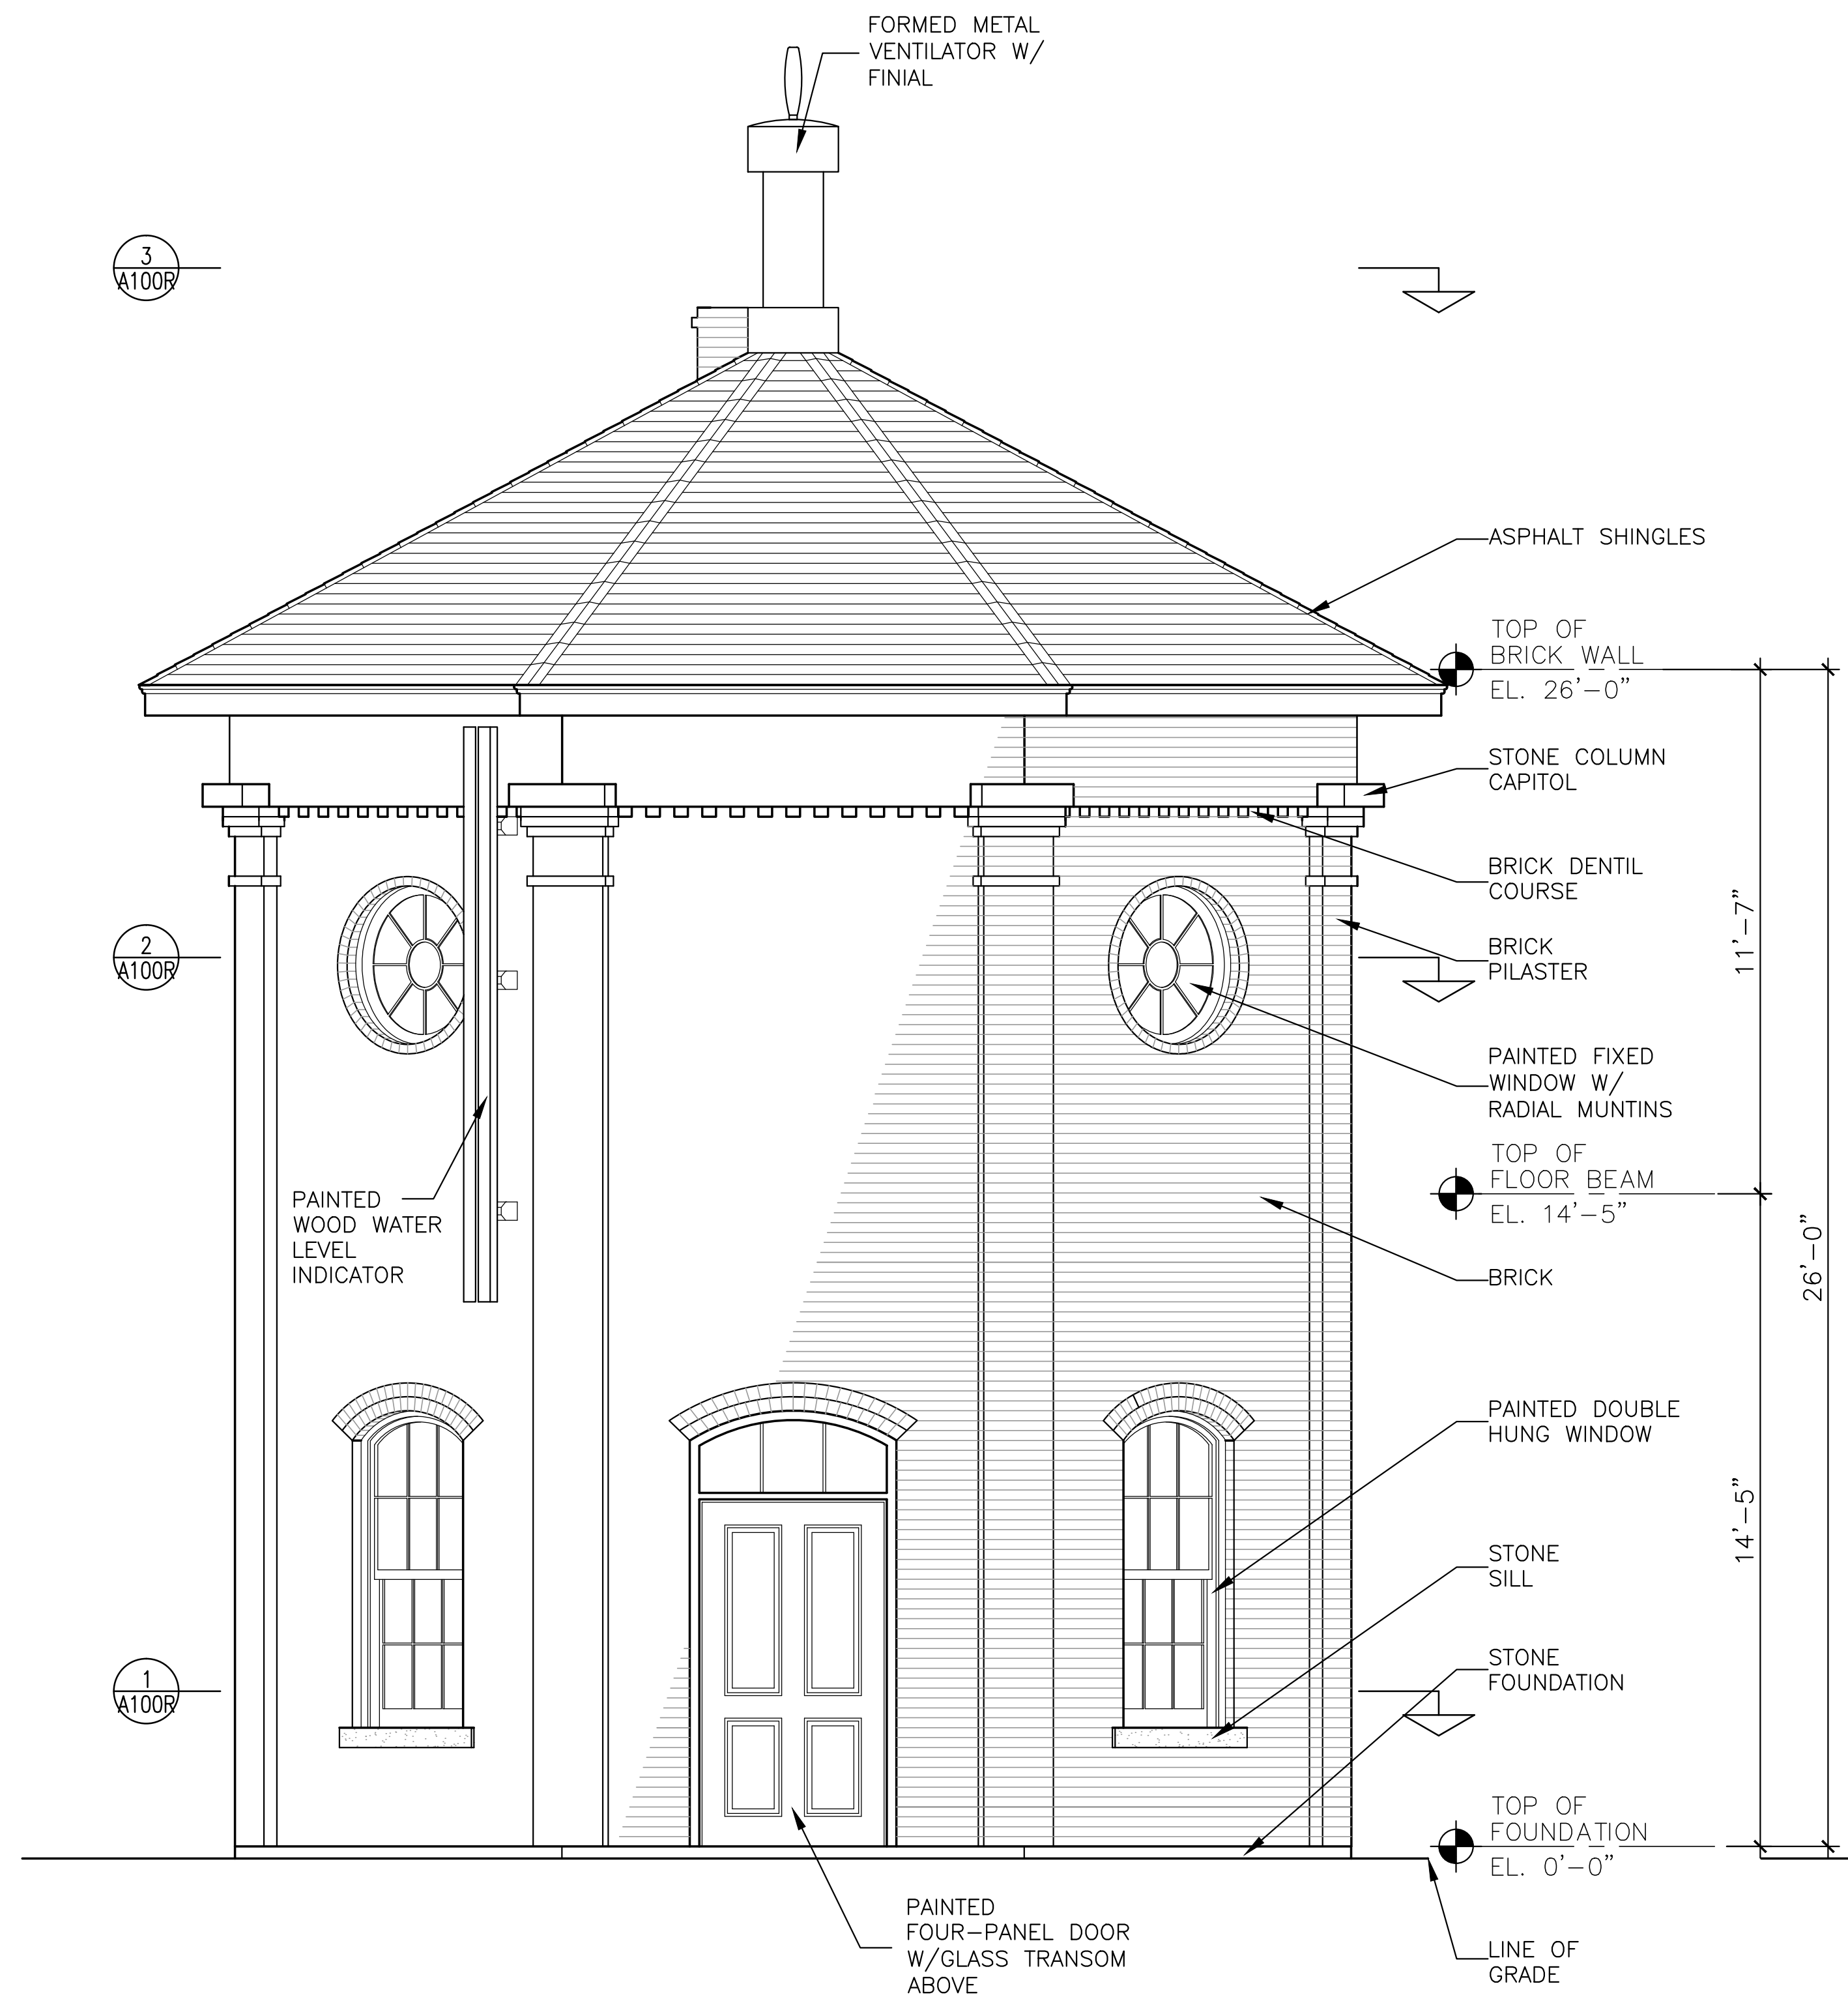 FORMED METAL
VENTILATOR W/
FINIAL
3
A100R
ASPHALT SHINGLES
TOP OF
BRICK WALL
EL. 26'-0"
STONE COLUMN
CAPITOL
BRICK DENTIL
COURSE
11'-7"
2
A100R
BRICK
PILASTER
PAINTED FIXED
WINDOW W/
RADIAL MUNTINS
TOP OF
FLOOR BEAM
EL. 14'-5"
PAINTED
WOOD WATER
LEVEL
INDICATOR
26'-0"
BRICK
PAINTED DOUBLE
HUNG WINDOW
14'-5"
STONE
SILL
1
A100R
STONE
FOUNDATION
TOP OF
FOUNDATION
EL. 0'-0"
PAINTED
FOUR-PANEL DOOR
W/GLASS TRANSOM
ABOVE
LINE OF
GRADE